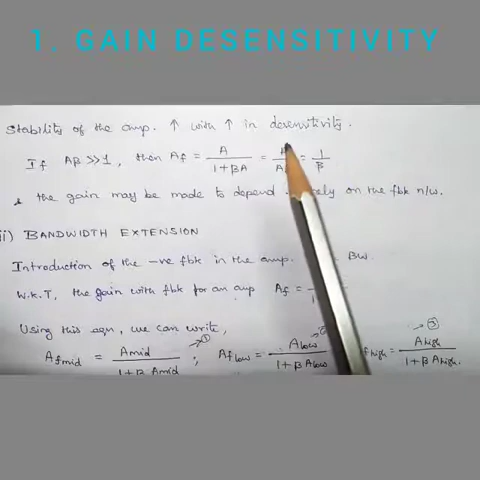 1. GAIN DESENSITIVITY
Stability of the amp. ↑ with ↑ in desensitivity.
If Aβ >> 1, then Af = A / 1 + βA = = 1 / β
& the gain may be made to depend on the fbk n/w.
ii) BANDWIDTH EXTENSION
Introduction of the -ve fbk in the amp. BW
W.K.T, the gain with fbk for an amp Af =
Using this eqn, we can write,
Afmid = Amid / 1 + β Amid → ① ; Aflow = Alow / 1 + β Alow fhigh = Ahigh / 1 + β Ahigh. → ③